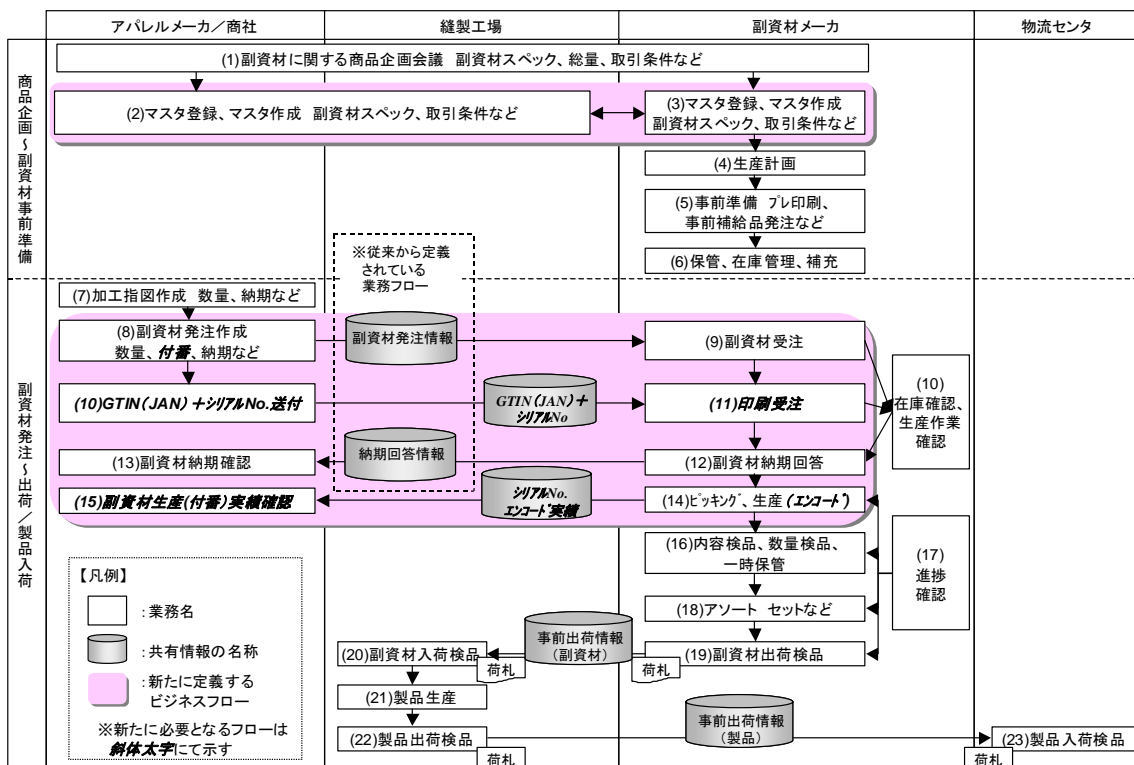 アパレルメーカ／商社
縫製工場
副資材メーカ
物流センタ
商品企画～副資材事前準備
(1)副資材に関する商品企画会議 副資材スペック、総量、取引条件など
(2)マスタ登録、マスタ作成 副資材スペック、取引条件など
(3)マスタ登録、マスタ作成
副資材スペック、取引条件など
(4)生産計画
(5)事前準備 プレ印刷、
事前補給品発注など
(6)保管、在庫管理、補充
※従来から定義
されている
業務フロー
副資材発注～出荷／製品入荷
(7)加工指図作成 数量、納期など
(8)副資材発注作成
数量、付番、納期など
副資材発注情報
(9)副資材受注
(10)GTIN(JAN)＋シリアルNo.送付
GTIN(JAN)＋
シリアルNo
(11)印刷受注
(10)
在庫確認、
生産作業
確認
(13)副資材納期確認
納期回答情報
(12)副資材納期回答
(15)副資材生産(付番)実績確認
シリアルNo.
エンコード実績
(14)ピッキング、生産(エンコード)
(16)内容検品、数量検品、
一時保管
(17)
進捗
確認
(18)アソート セットなど
事前出荷情報
(副資材)
(19)副資材出荷検品
荷札
(20)副資材入荷検品
荷札
(21)製品生産
(22)製品出荷検品
荷札
事前出荷情報
(製品)
(23)製品入荷検品
荷札
【凡例】
：業務名
：共有情報の名称
：新たに定義する
ビジネスフロー
※新たに必要となるフローは
斜体太字にて示す